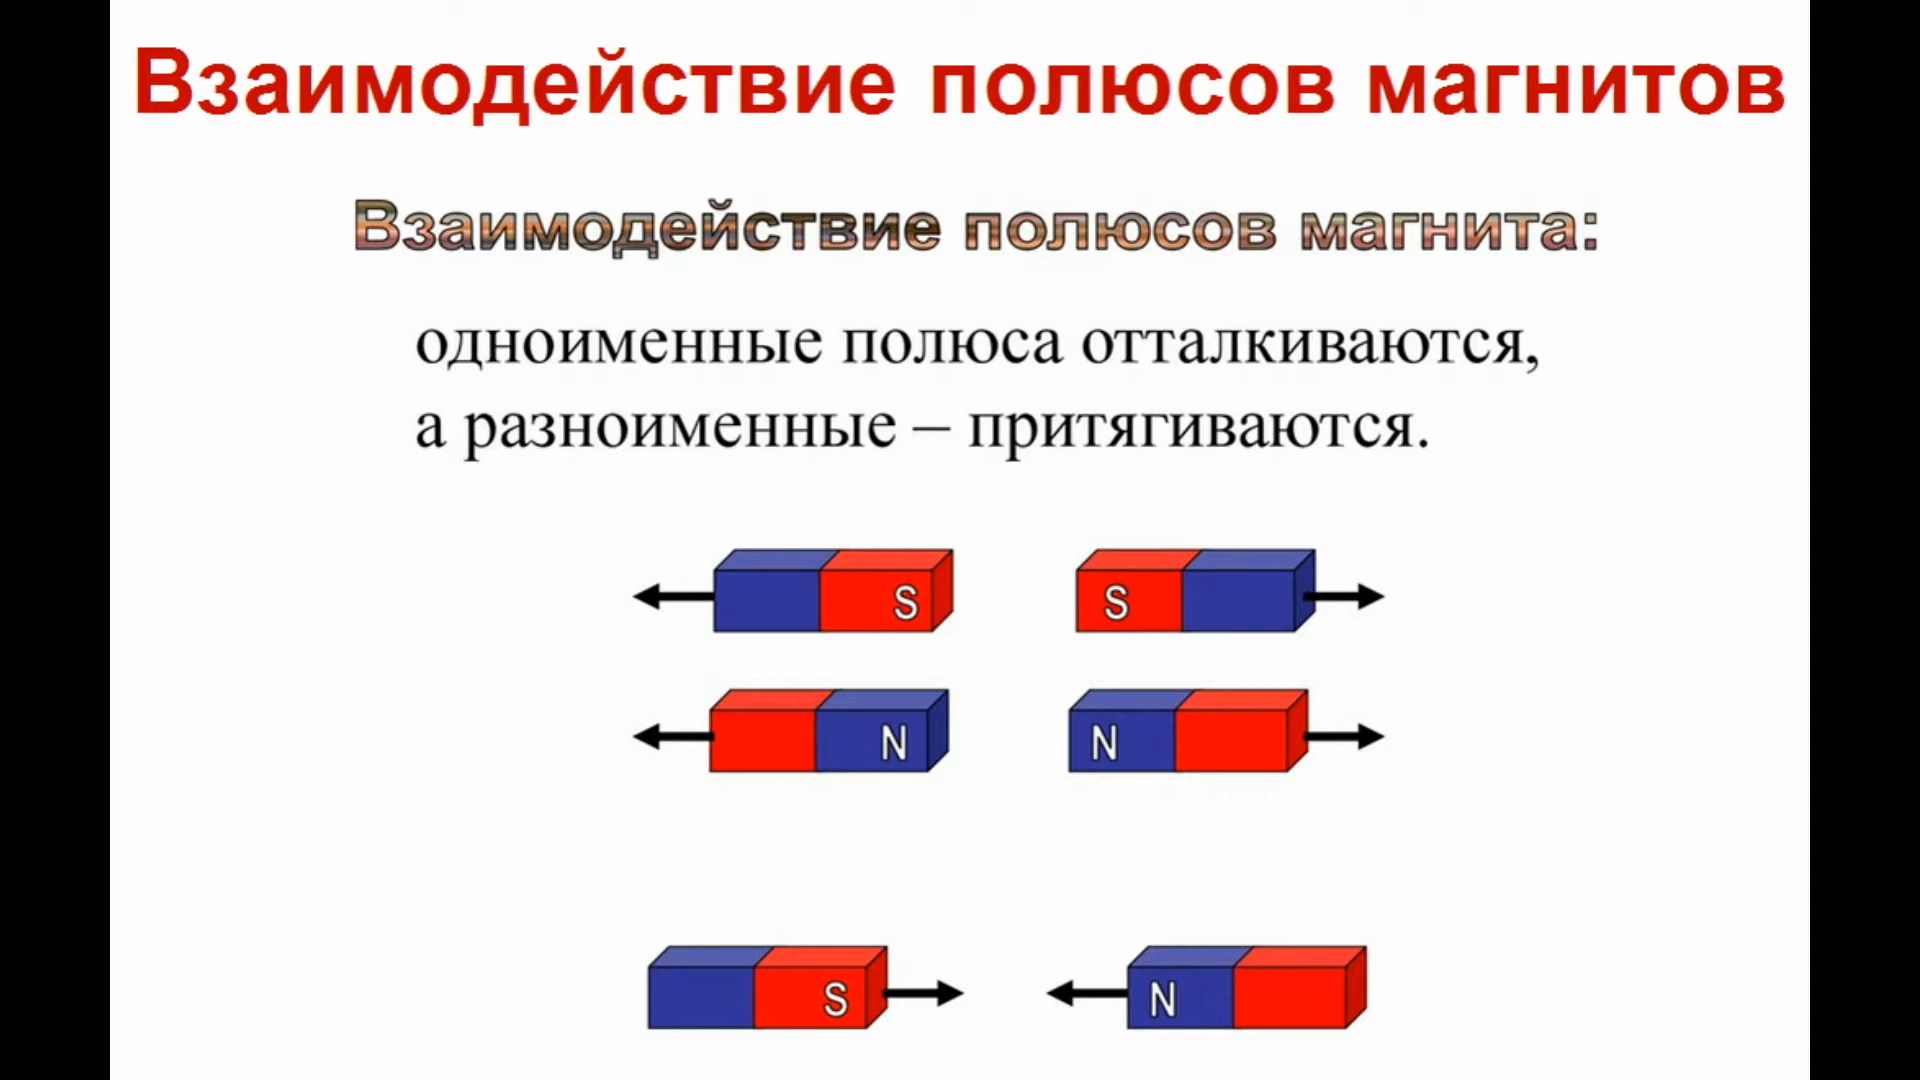 Взаимодействие полюсов магнитов
Взаимодействие полюсов магнита:
одноименные полюса отталкиваются,
а разноименные – притягиваются.
S S
N N
S N